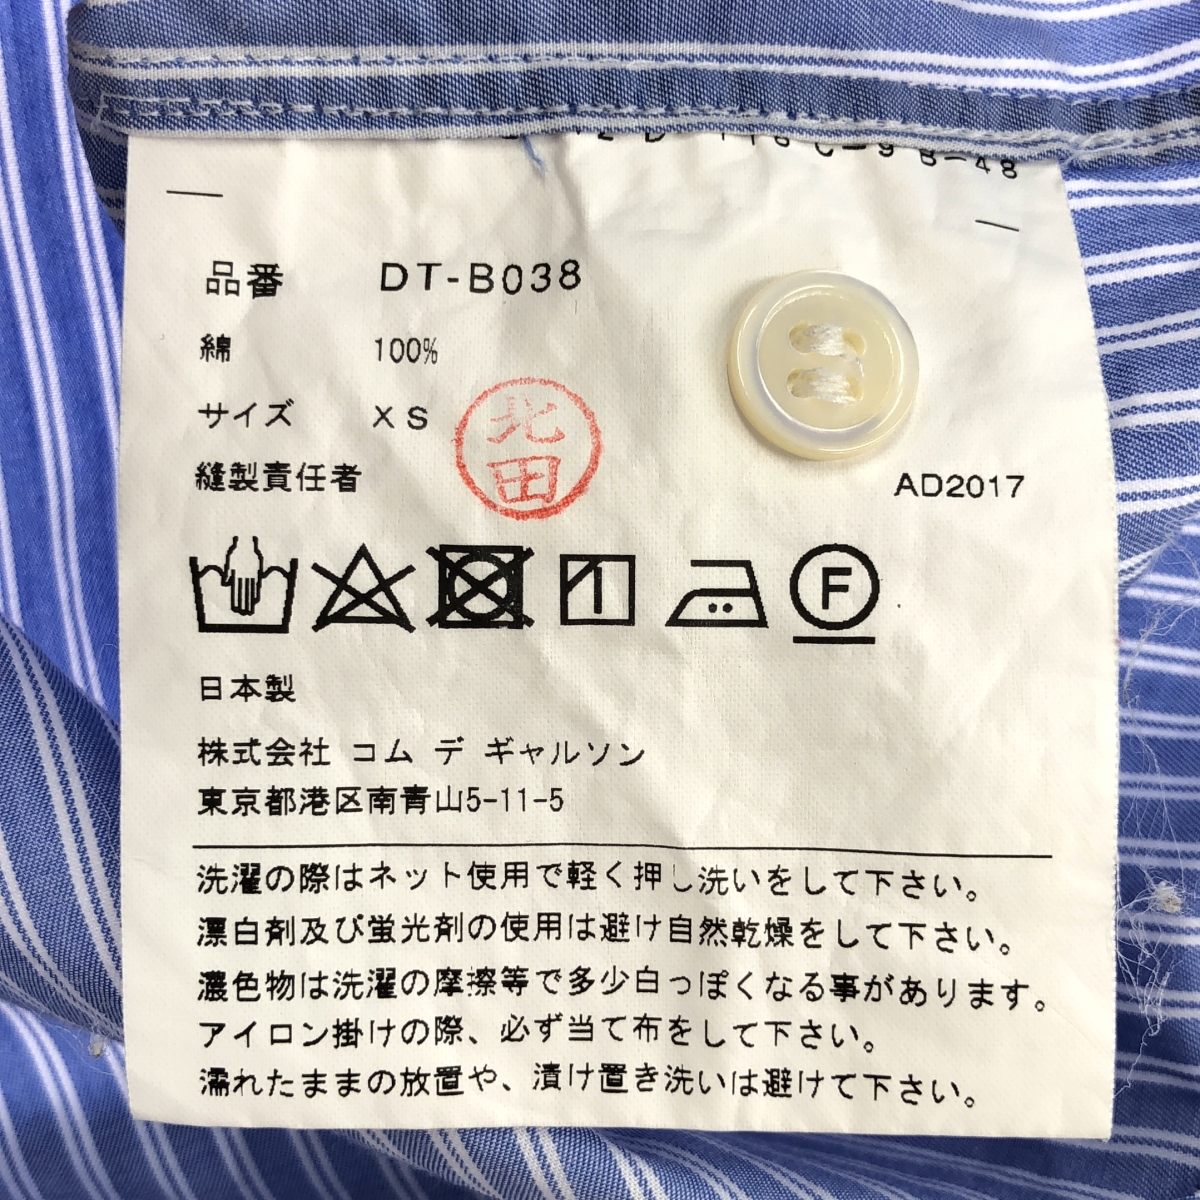 品番 DT-B038
綿 100%
サイズ XS
縫製責任者
北田
AD2017
F
日本製
株式会社 コム デ ギャルソン
東京都港区南青山5-11-5
洗濯の際はネット使用で軽く押し洗いをして下さい。
漂白剤及び蛍光剤の使用は避け自然乾燥をして下さい。
濃色物は洗濯の摩擦等で多少白っぽくなる事があります。
アイロン掛けの際、必ず当て布をして下さい。
濡れたままの放置や、漬け置き洗いは避けて下さい。